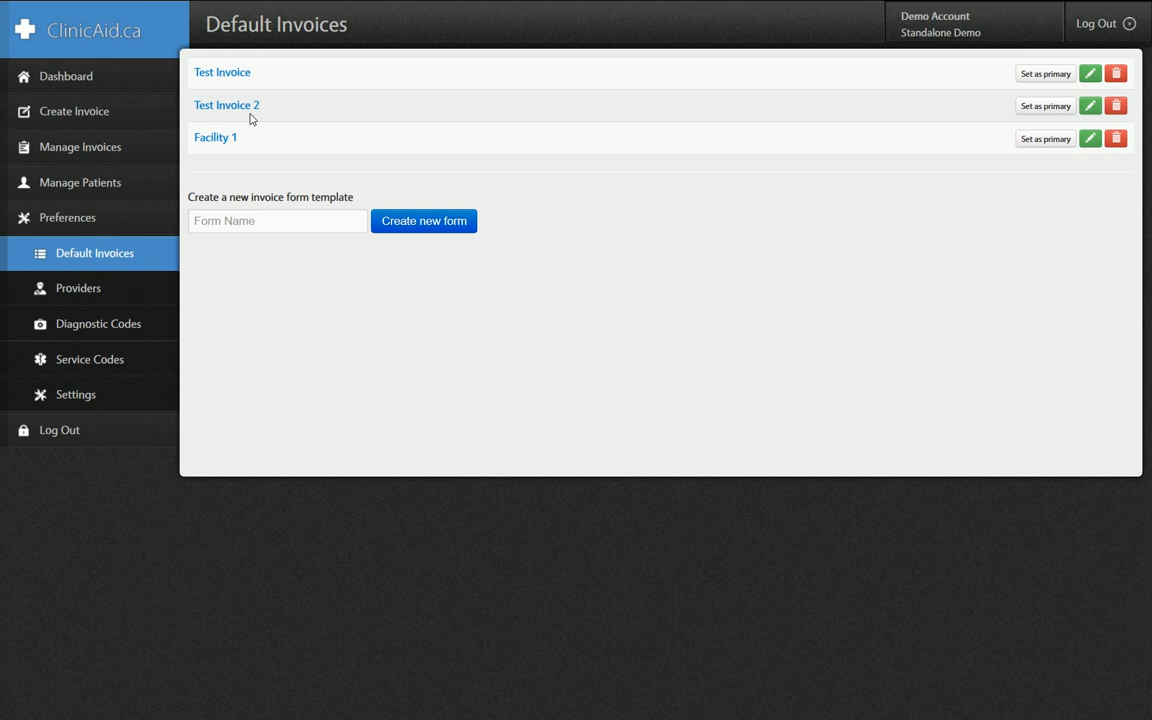 ClinicAid.ca
Default Invoices
Demo Account
Standalone Demo
Log Out
Dashboard
Create Invoice
Manage Invoices
Manage Patients
Preferences
Default Invoices
Providers
Diagnostic Codes
Service Codes
Settings
Log Out
Test Invoice
Set as primary
Test Invoice 2
Set as primary
Facility 1
Set as primary
Create a new invoice form template
Form Name
Create new form